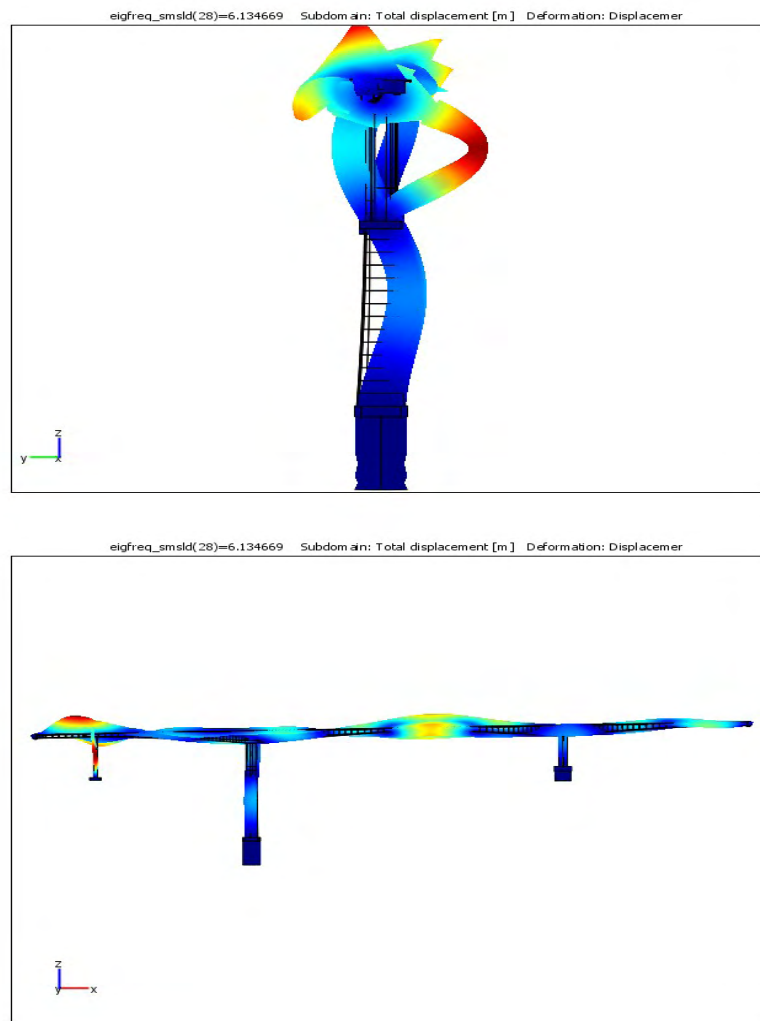 eigfreq_smsld(28)=6.134669 Subdomain: Total displacement [m] Deformation: Displacemer
z
y x
eigfreq_smsld(28)=6.134669 Subdomain: Total displacement [m] Deformation: Displacemer
z
y x